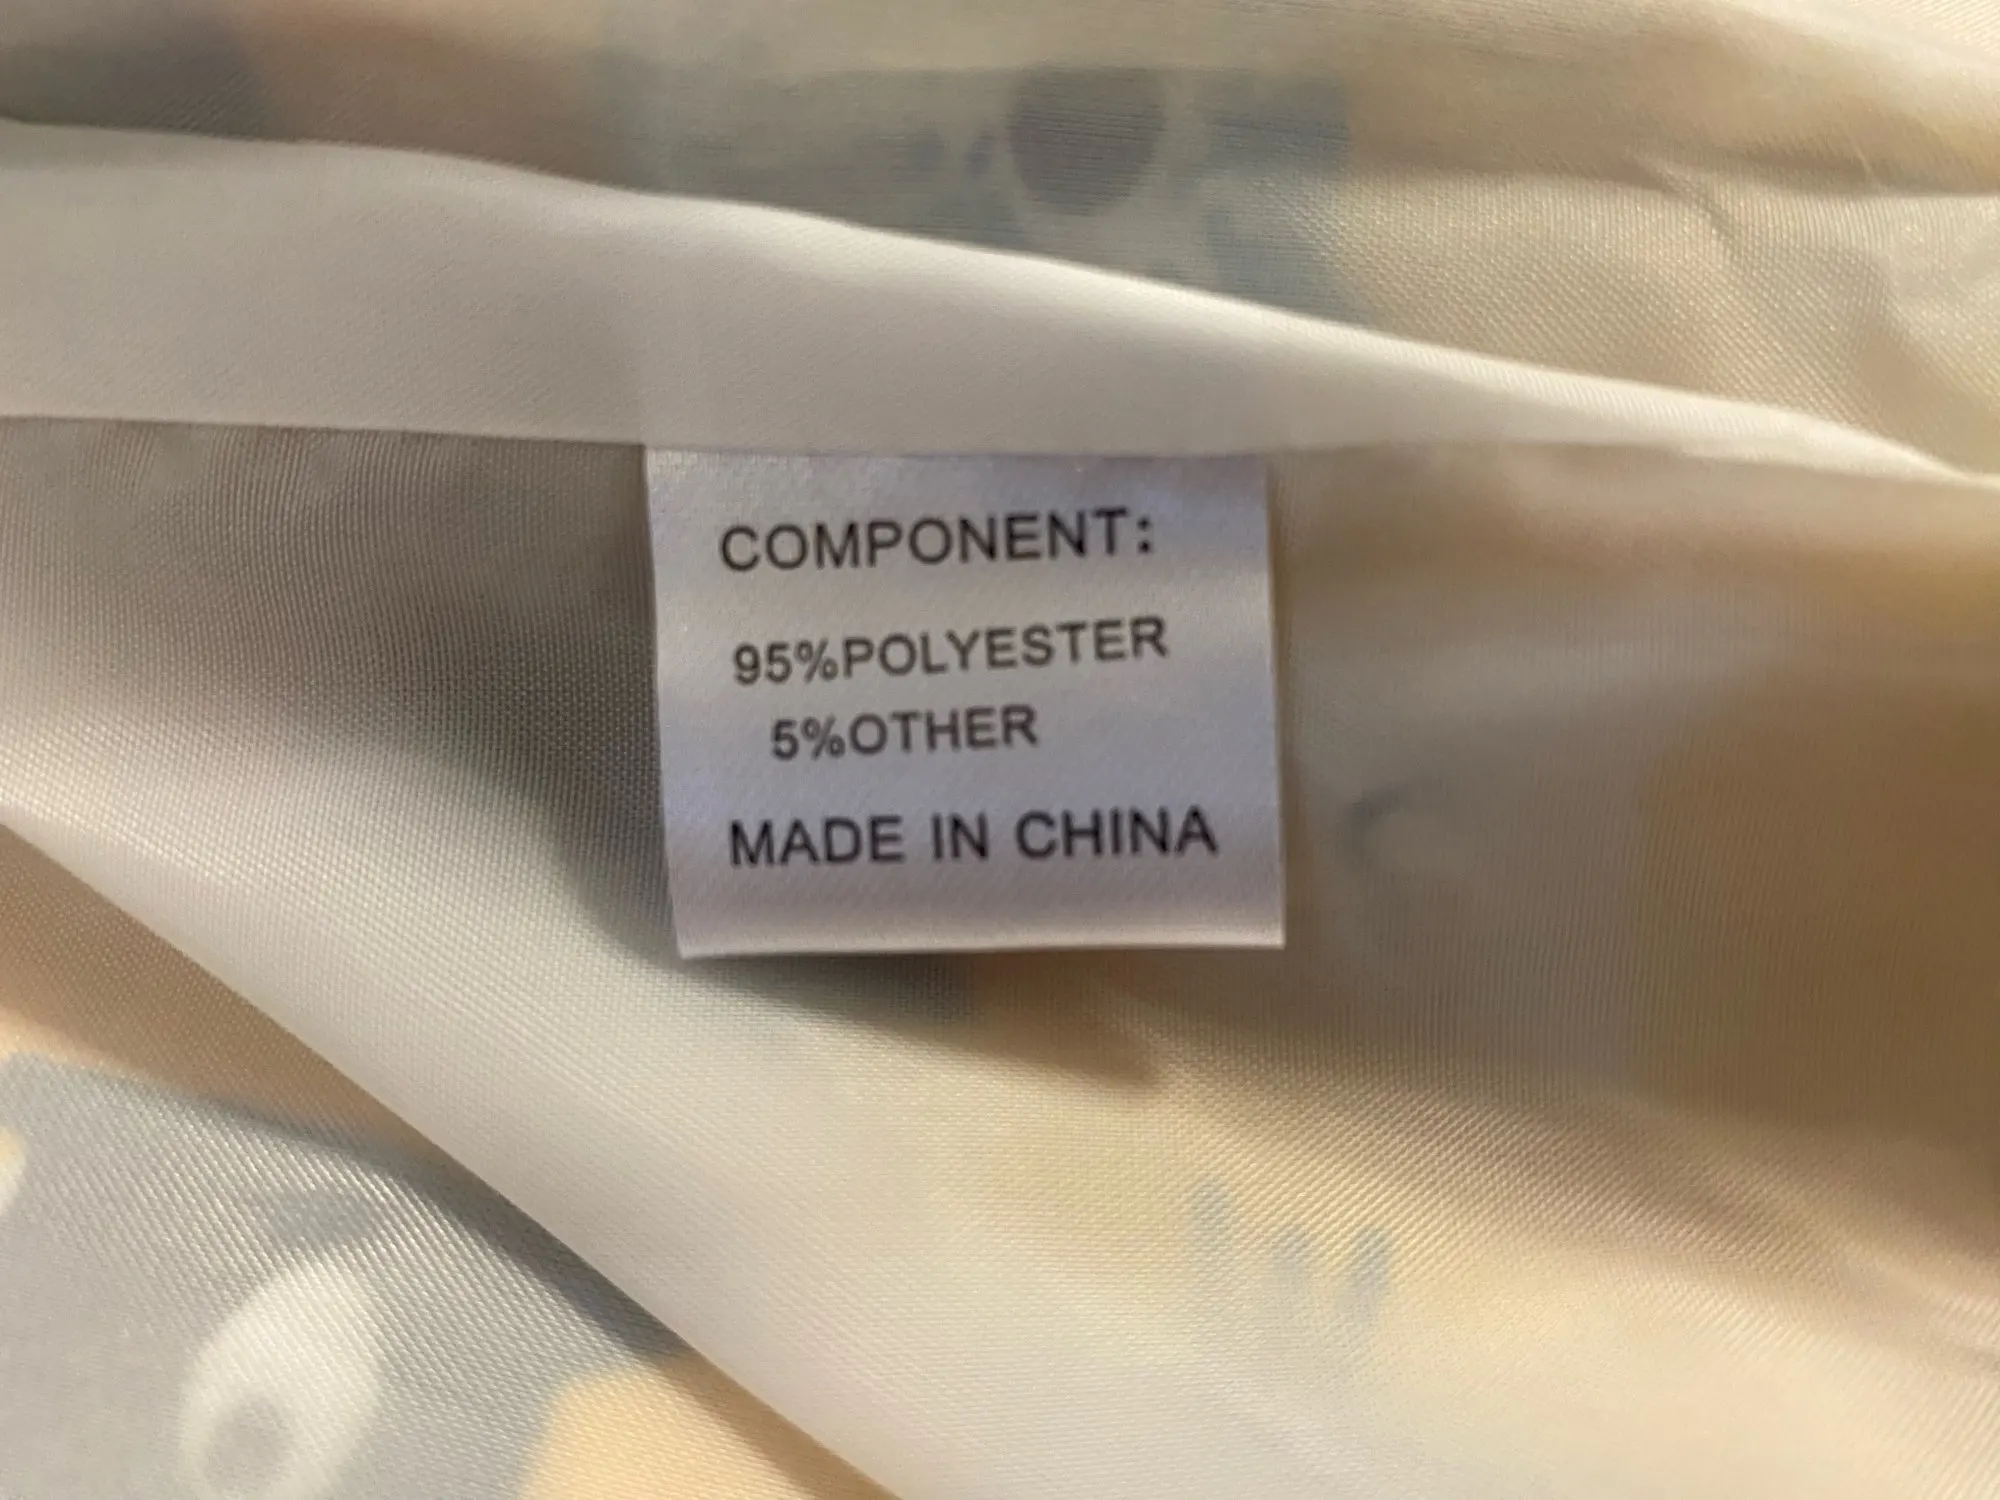 COMPONENT:
95%POLYESTER
5%OTHER
MADE IN CHINA